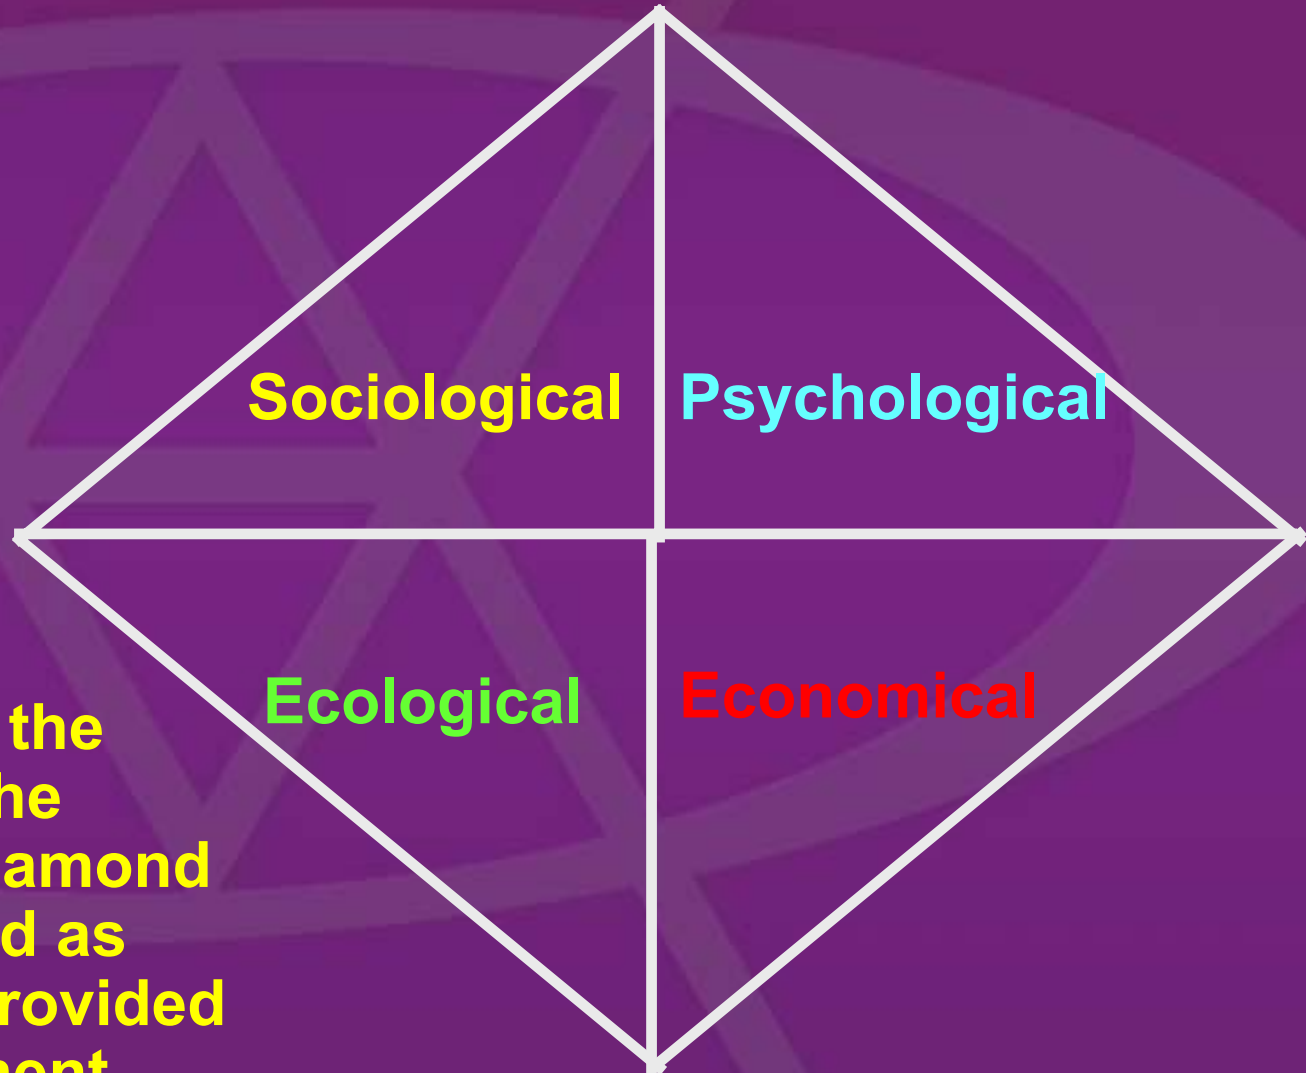 Sociological Psychological
Ecological Economical
the
he
amond
d as
rovided